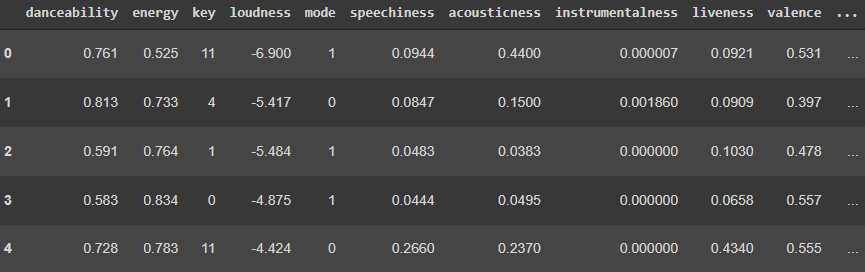 danceability energy key loudness mode speechiness acousticness instrumentalness liveness valence ...
0 0.761 0.525 11 -6.900 1 0.0944 0.4400 0.000007 0.0921 0.531 ...
1 0.813 0.733 4 -5.417 0 0.0847 0.1500 0.001860 0.0909 0.397 ...
2 0.591 0.764 1 -5.484 1 0.0483 0.0383 0.000000 0.1030 0.478 ...
3 0.583 0.834 0 -4.875 1 0.0444 0.0495 0.000000 0.0658 0.557 ...
4 0.728 0.783 11 -4.424 0 0.2660 0.2370 0.000000 0.4340 0.555 ...